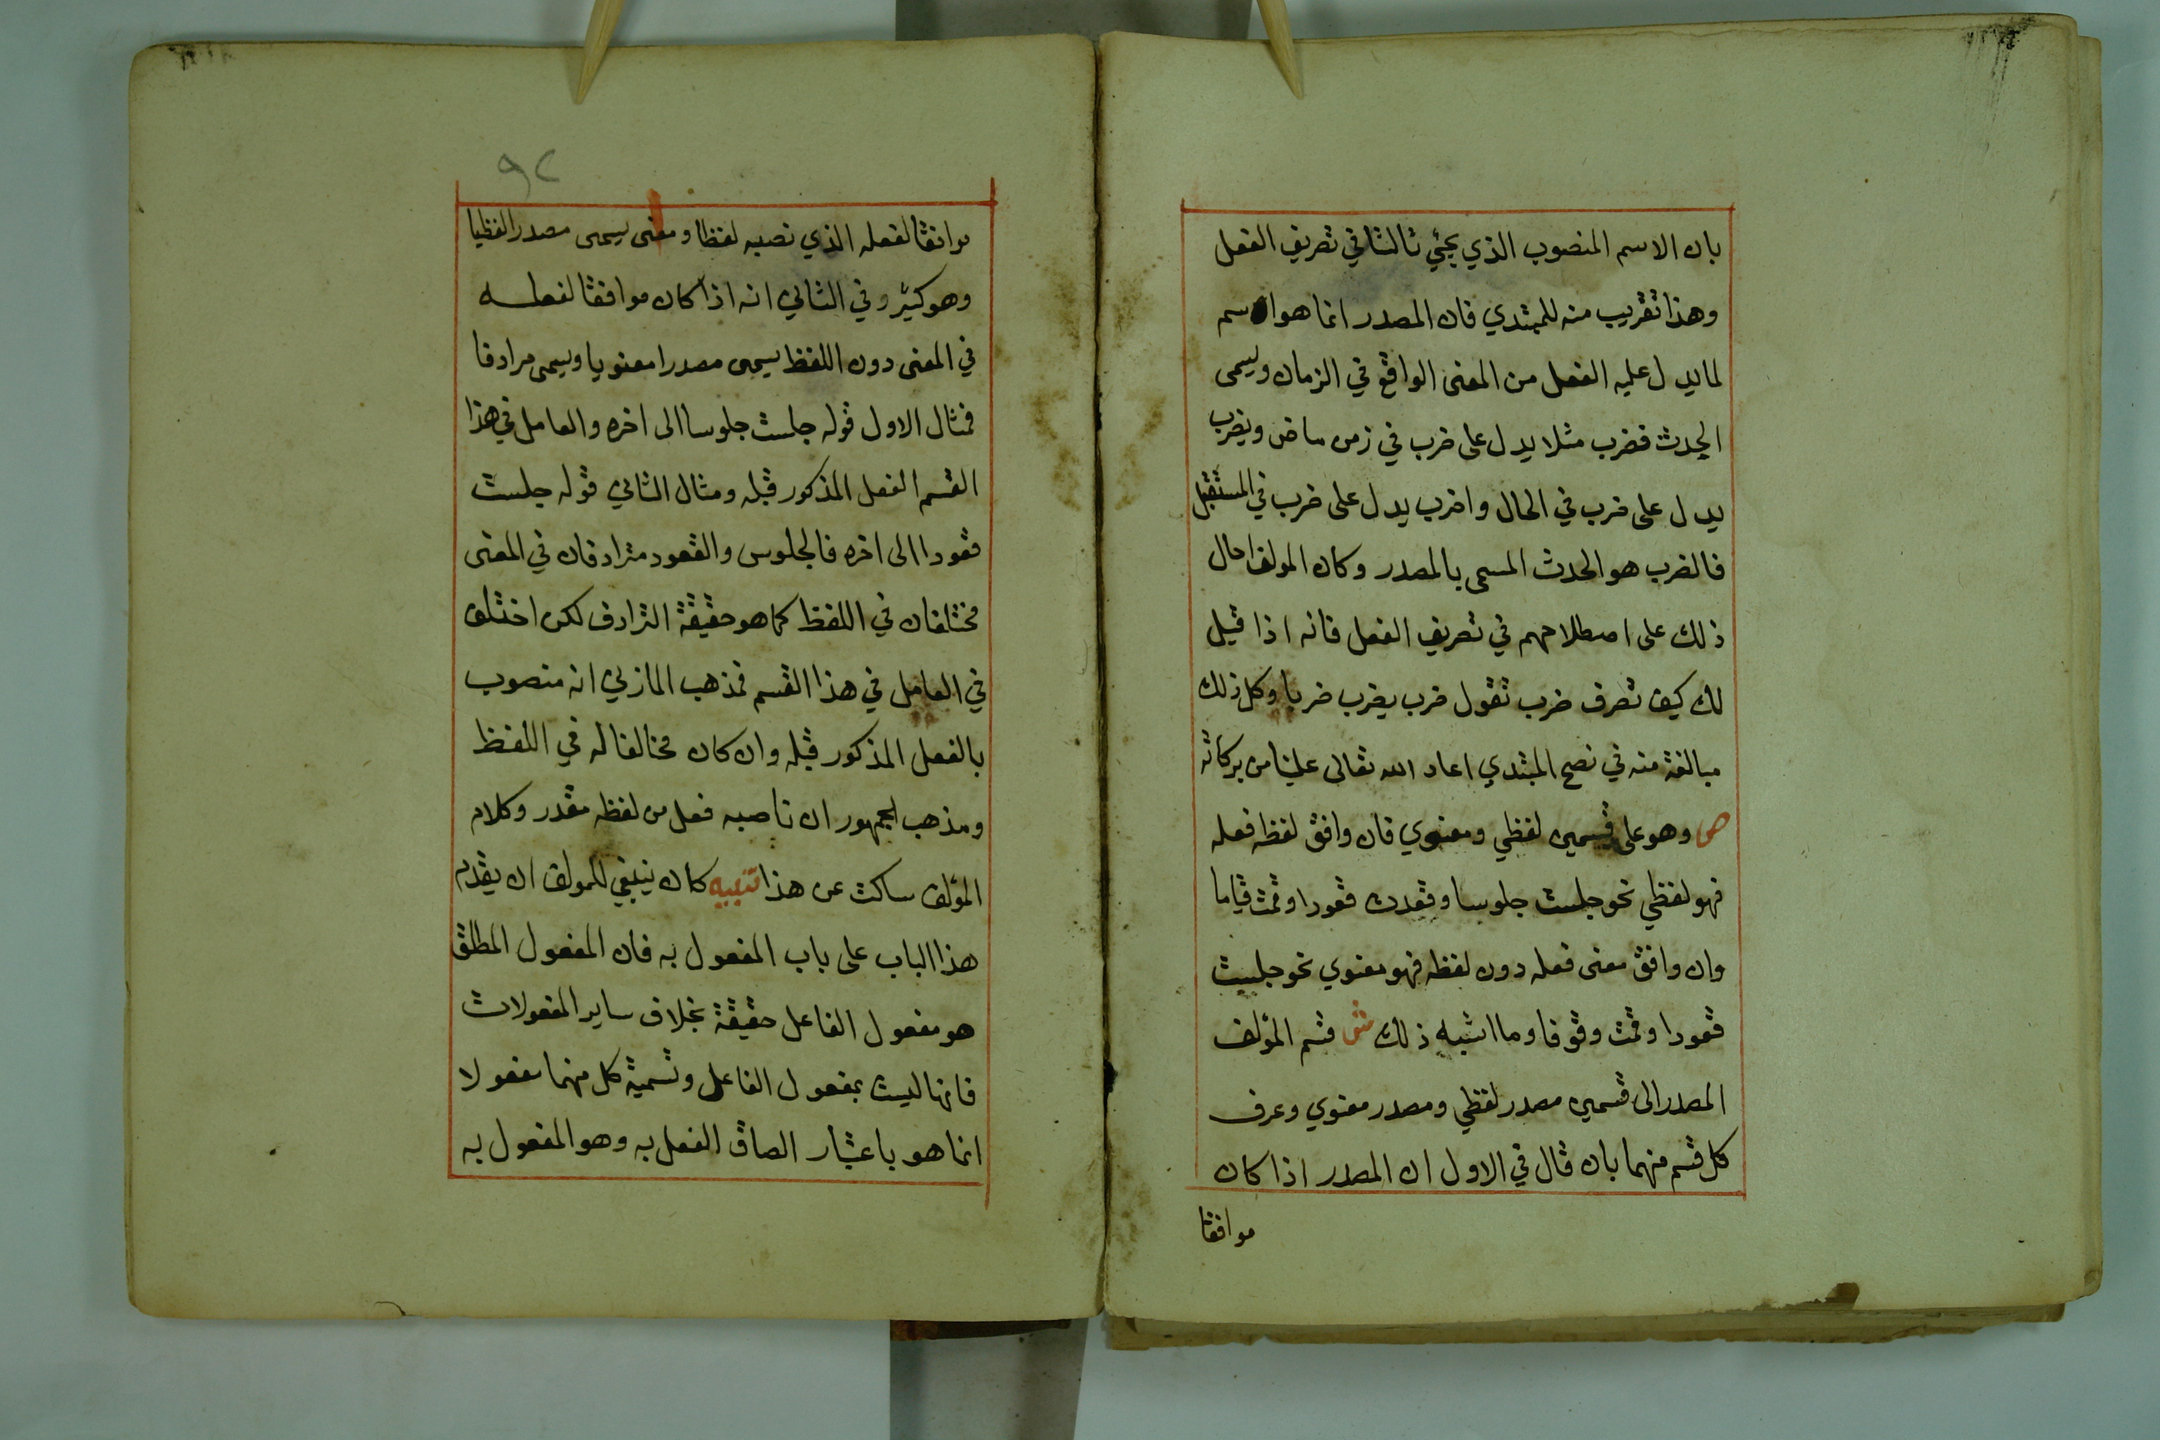 بان الاسم المنصوب الذي يجئ ثالثا في تصريف الفعل
وهذا تقريب منه للمبتدي فان المصدر انما هو اسم
لما يدل عليه الفعل من المعنى الواقع في الزمان ويسمى
الحدث فضرب مثلا يدل على ضرب في زمن ماض ويضرب
يدل على ضرب في الحال واضرب يدل على ضرب في المستقبل
فالضرب هو الحدث المسمى بالمصدر وكان المولف احال
ذلك على اصطلاحهم في تصريف الفعل فانه اذا قيل
لك كيف تصرف ضرب تقول ضرب يضرب ضربا وكل ذلك
مبالغة منه في نصح المبتدي اعاد الله تعالى علينا من بركاته
ص وهو على قسمين لفظي ومعنوي فان وافق لفظه فعله
فهو لفظي نحو جلست جلوسا وقعدت قعودا وقمت قياما
وان وافق معنى فعله دون لفظه فهو معنوي نحو جلست
قعودا وقمت وقوفا وما اشبه ذلك ش قسم المؤلف
المصدر الى قسمين مصدر لفظي ومصدر معنوي وعرف
كل قسم منهما بان قال في الاول ان المصدر اذا كان
موافقا
٩٢
موافقا لفعله الذي نصبه لفظا ومعنى يسمى مصدرا لفظيا
وهو كثير وفي الثاني انه اذا كان موافقا لفعله
في المعنى دون اللفظ يسمى مصدرا معنويا ويسمى مرادفا
فمثال الاول قوله جلست جلوسا الى اخره والعامل في هذا
القسم الفعل المذكور قبله ومثال الثاني قوله جلست
قعودا الى اخره فالجلوس والقعود مترادفان في المعنى
مختلفان في اللفظ كما هو حقيقة الترادف لكن اختلف
في العامل في هذا القسم فمذهب المازني انه منصوب
بالفعل المذكور قبله وان كان مخالفا له في اللفظ
ومذهب الجمهور ان ناصبه فعل من لفظه مقدر وكلام
المؤلف ساكت عن هذا تنبيه كان ينبغي للمولف ان يقدم
هذا الباب على باب المفعول به فان المفعول المطلق
هو مفعول الفاعل حقيقة بخلاف ساير المفعولات
فانها ليست بمفعول الفاعل وتسمية كل منهما مفعولا
انما هو باعتبار الصاق الفعل به وهو المفعول به